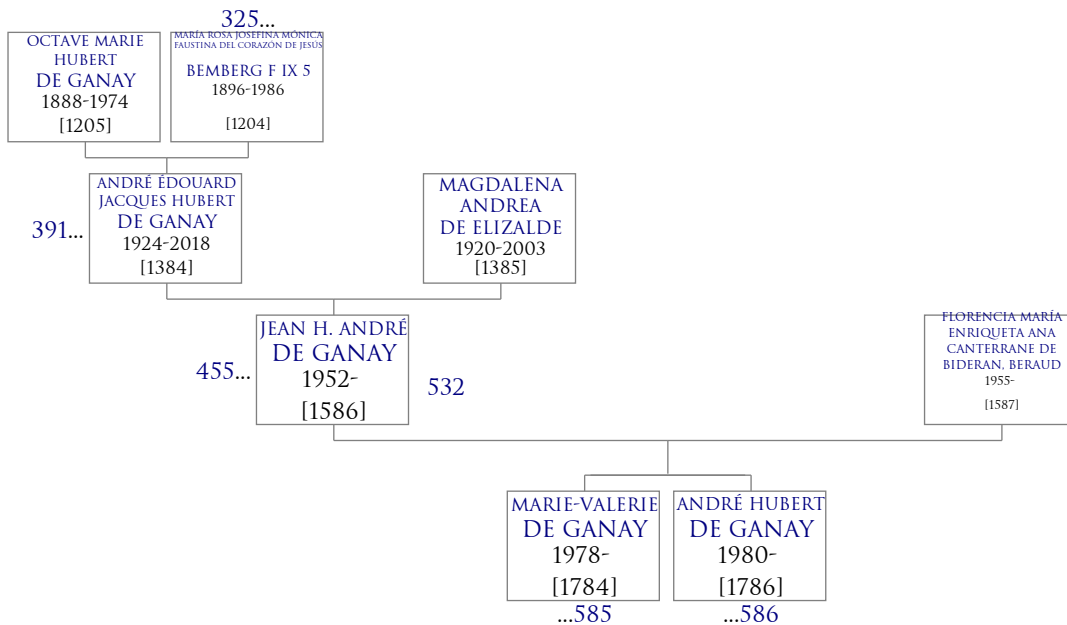 325...
OCTAVE MARIE
HUBERT
DE GANAY
1888-1974
[1205]
MARÍA ROSA JOSEFINA MÓNICA
FAUSTINA DEL CORAZÓN DE JESÚS
BEMBERG F IX 5
1896-1986
[1204]
391...
ANDRÉ ÉDOUARD
JACQUES HUBERT
DE GANAY
1924-2018
[1384]
MAGDALENA
ANDREA
DE ELIZALDE
1920-2003
[1385]
455...
JEAN H. ANDRÉ
DE GANAY
1952-
[1586]
532
FLORENCIA MARÍA
ENRIQUETA ANA
CANTERRANE DE
BIDERAN, BERAUD
1955-
[1587]
MARIE-VALERIE
DE GANAY
1978-
[1784]
...585
ANDRÉ HUBERT
DE GANAY
1980-
[1786]
...586